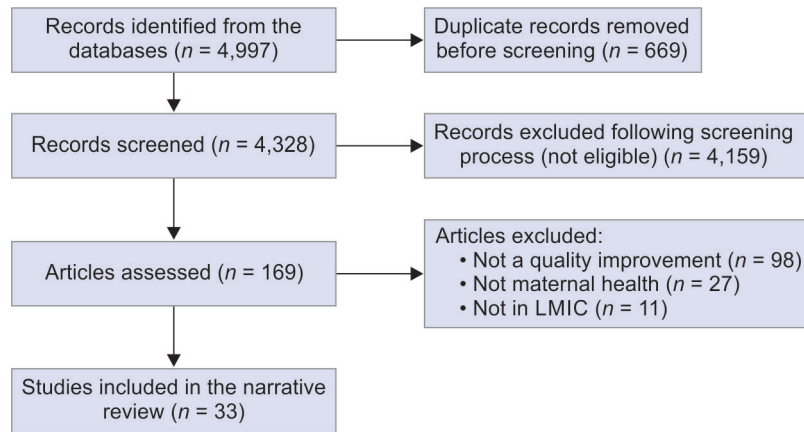 Records identified from the
databases (n = 4,997)
Duplicate records removed
before screening (n = 669)
Records screened (n = 4,328)
Records excluded following screening
process (not eligible) (n = 4,159)
Articles assessed (n = 169)
Articles excluded:
• Not a quality improvement (n = 98)
• Not maternal health (n = 27)
• Not in LMIC (n = 11)
Studies included in the narrative
review (n = 33)